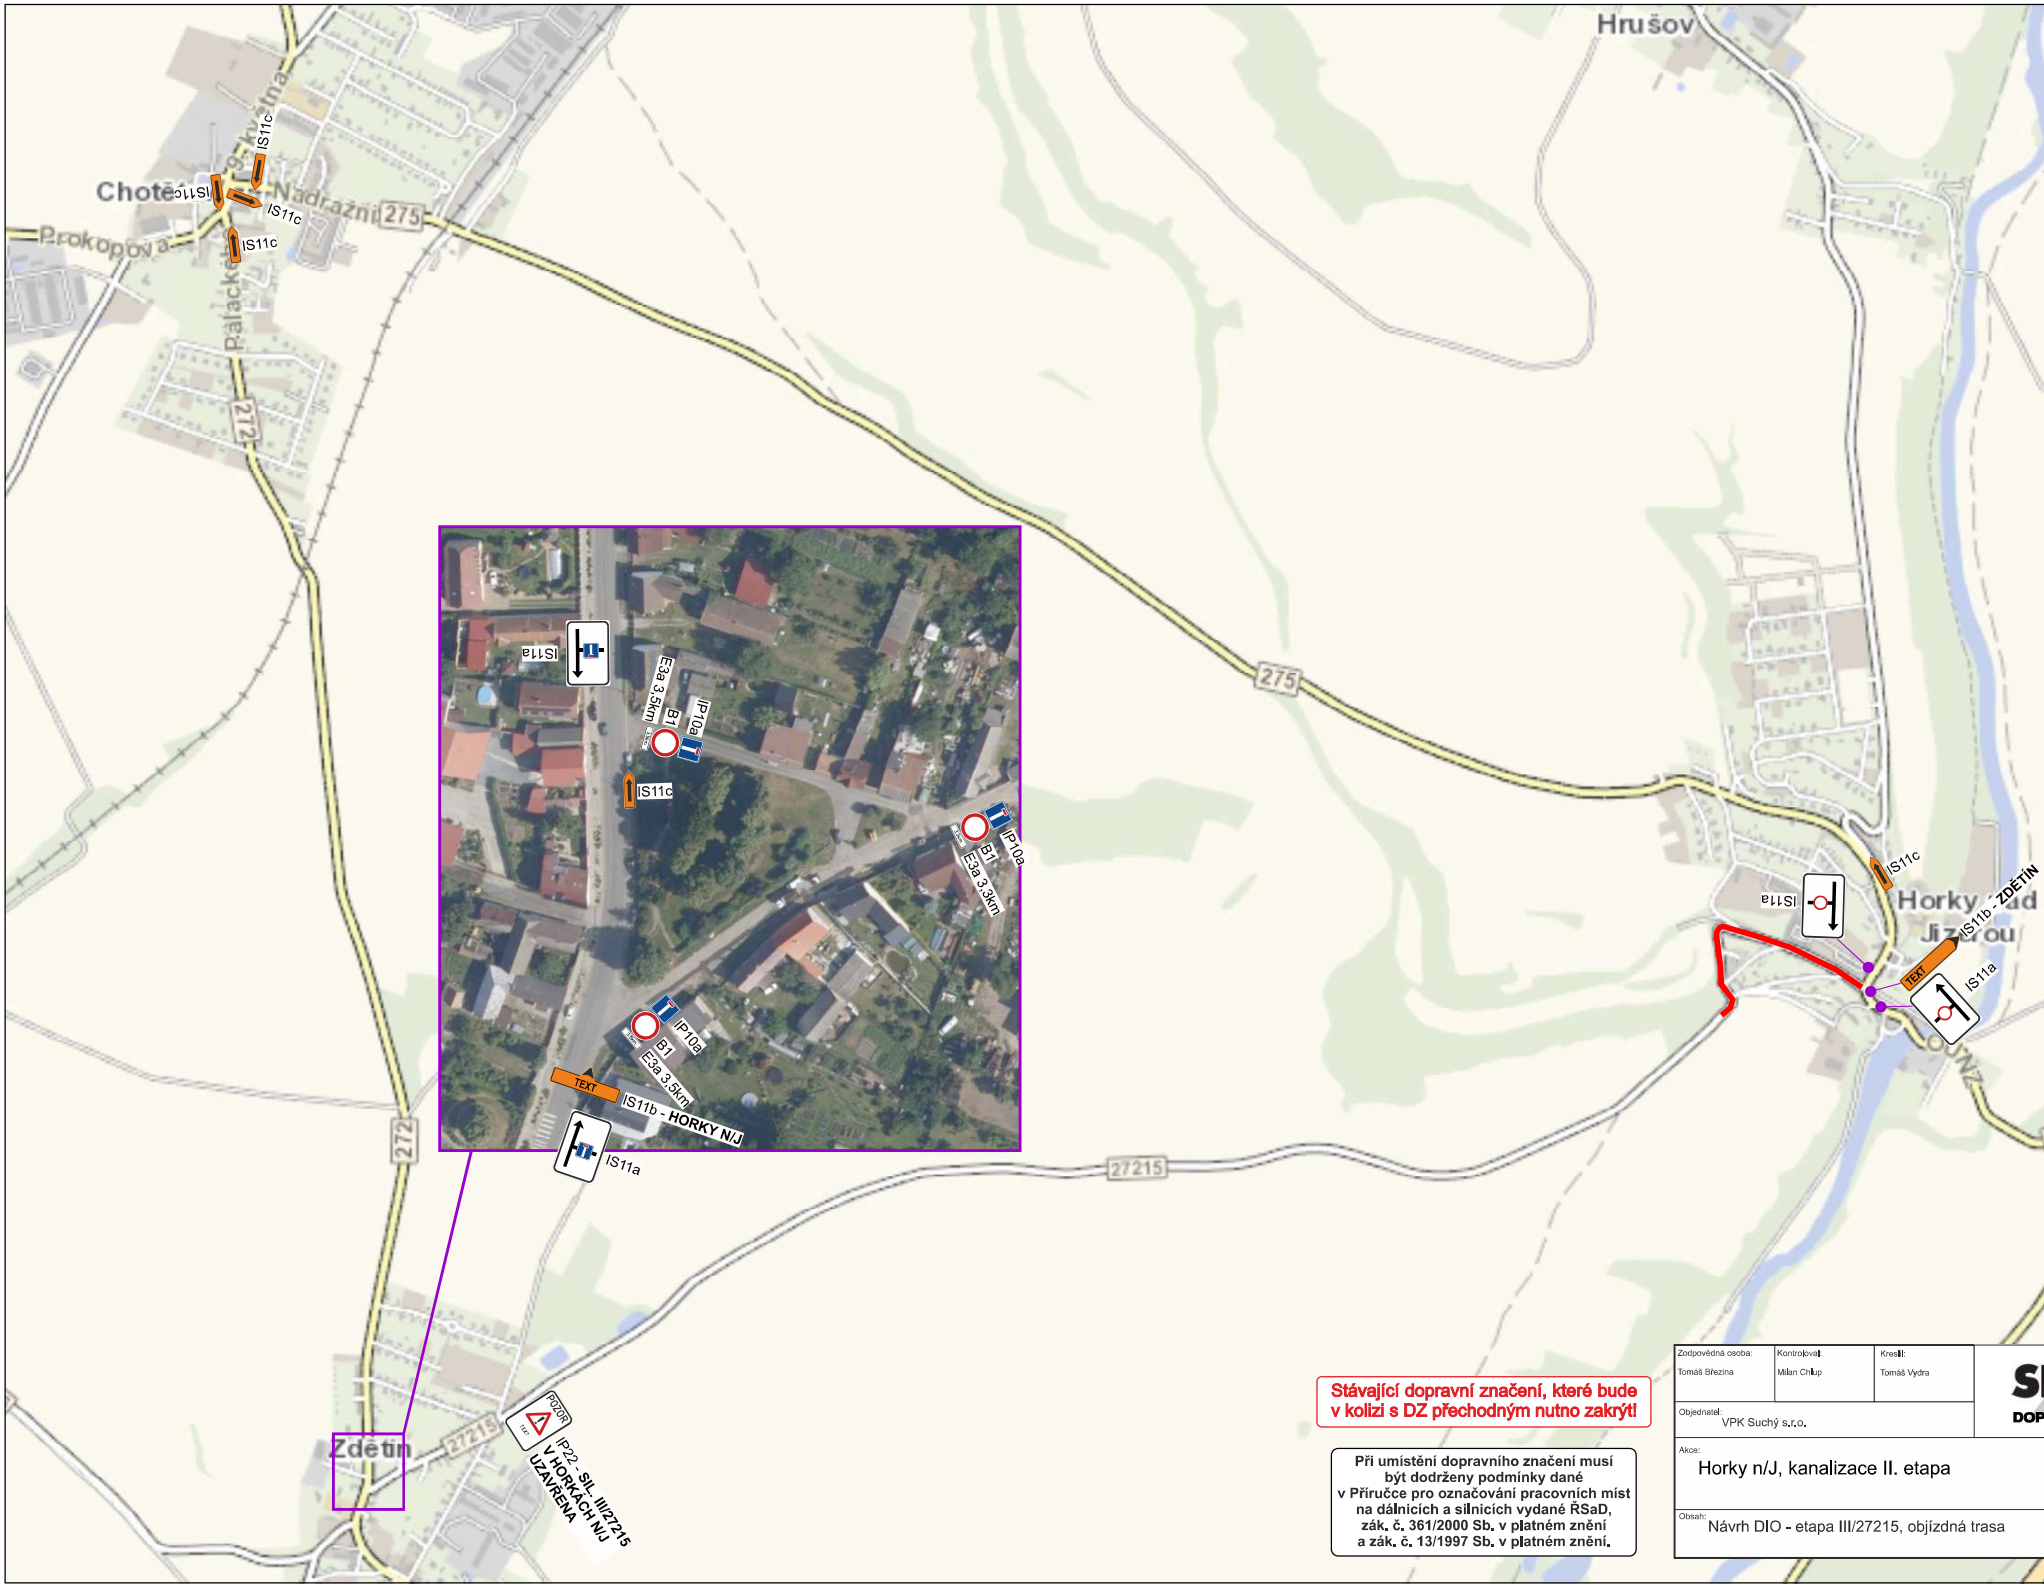 Hrušov
9. května
IS11c
IS11c
IS11c
Nádražní
275
IS11c
Prokopova
Palackého
272
275
IS11a
E3a 3,5km
B1
IP10a
IS11c
IP10a
B1
E3a 3,3km
IP10a
B1
E3a 3,5km
TEXT
IS11b - HORKY N/J
IS11a
IS11c
IS11a
Horky nad
Jizerou
IS11b - ZDĚTÍN
TEXT
IS11a
272
27215
Zdětín
27215
POZOR
TEXT
IP22 - SIL. III/27215
V HORKÁCH N/J
UZAVŘENA
Stávající dopravní značení, které bude
v kolizi s DZ přechodným nutno zakrýt!
Při umístění dopravního značení musí
být dodrženy podmínky dané
v Příručce pro označování pracovních míst
na dálnicích a silnicích vydané ŘSaD,
zák. č. 361/2000 Sb. v platném znění
a zák. č. 13/1997 Sb. v platném znění.
Zodpovědná osoba:
Tomáš Březina
Kontroloval:
Milan Chlup
Kreslil:
Tomáš Vydra
DOP
Objednatel:
VPK Suchý s.r.o.
Akce:
Horky n/J, kanalizace II. etapa
Obsah:
Návrh DIO - etapa III/27215, objízdná trasa